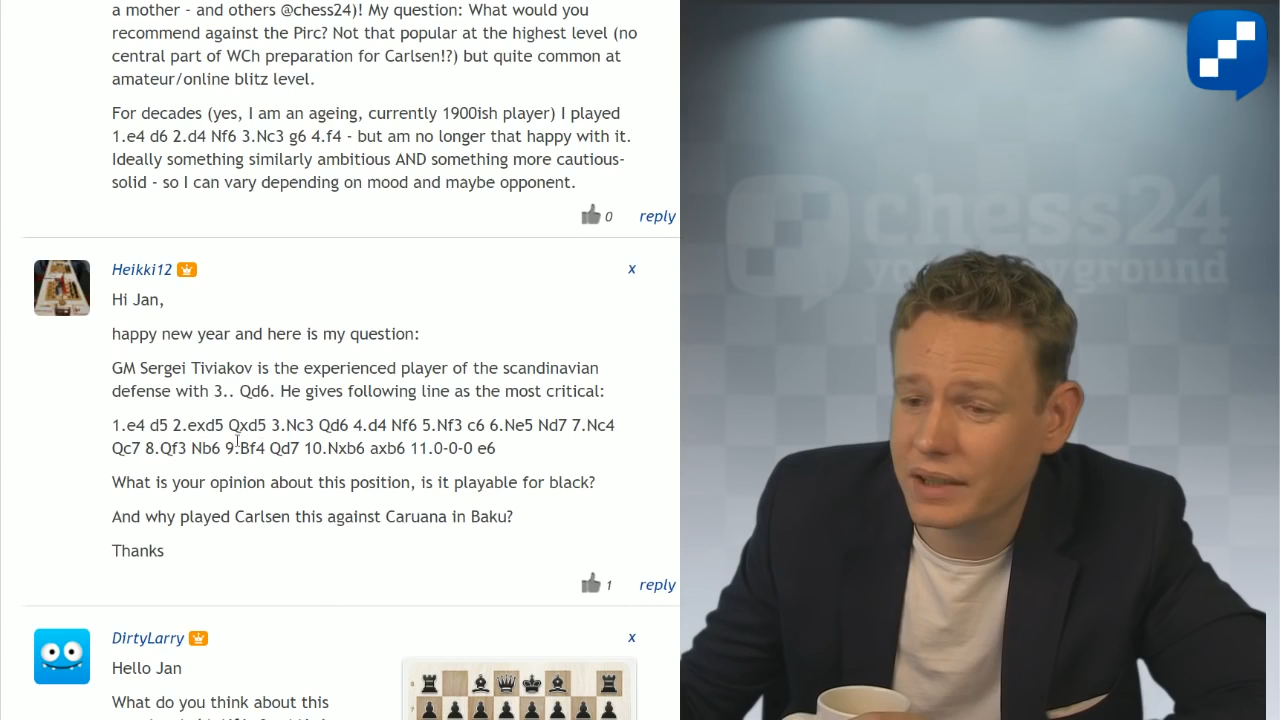 a mother - and others @chess24)! My question: What would you
recommend against the Pirc? Not that popular at the highest level (no
central part of WCh preparation for Carlsen!?) but quite common at
amateur/online blitz level.
For decades (yes, I am an ageing, currently 1900ish player) I played
1.e4 d6 2.d4 Nf6 3.Nc3 g6 4.f4 - but am no longer that happy with it.
Ideally something similarly ambitious AND something more cautious-
solid - so I can vary depending on mood and maybe opponent.
0 reply
Heikki12 x
Hi Jan,
happy new year and here is my question:
GM Sergei Tiviakov is the experienced player of the scandinavian
defense with 3.. Qd6. He gives following line as the most critical:
1.e4 d5 2.exd5 Qxd5 3.Nc3 Qd6 4.d4 Nf6 5.Nf3 c6 6.Ne5 Nd7 7.Nc4
Qc7 8.Qf3 Nb6 9.Bf4 Qd7 10.Nxb6 axb6 11.0-0-0 e6
What is your opinion about this position, is it playable for black?
And why played Carlsen this against Caruana in Baku?
Thanks
1 reply
DirtyLarry x
Hello Jan
What do you think about this
8
7
chess24